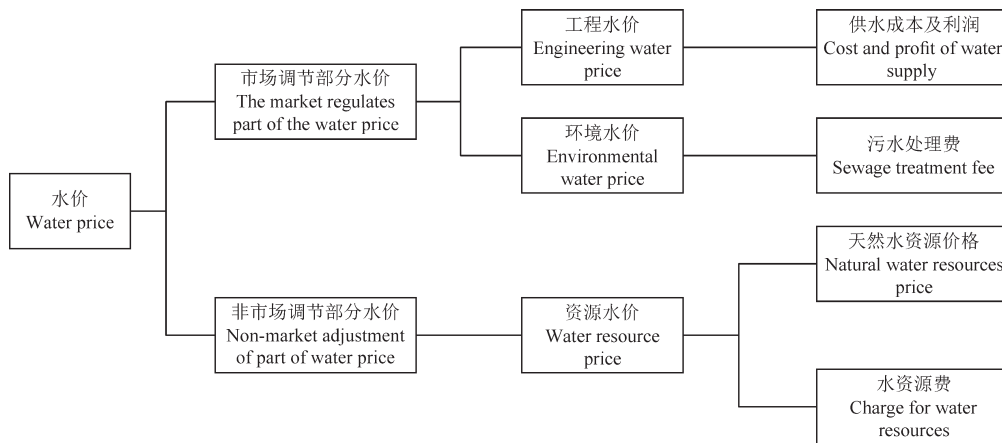 水价
Water price
市场调节部分水价
The market regulates
part of the water price
非市场调节部分水价
Non-market adjustment
of part of water price
工程水价
Engineering water
price
环境水价
Environmental
water price
资源水价
Water resource
price
供水成本及利润
Cost and profit of water
supply
污水处理费
Sewage treatment fee
天然水资源价格
Natural water resources
price
水资源费
Charge for water
resources